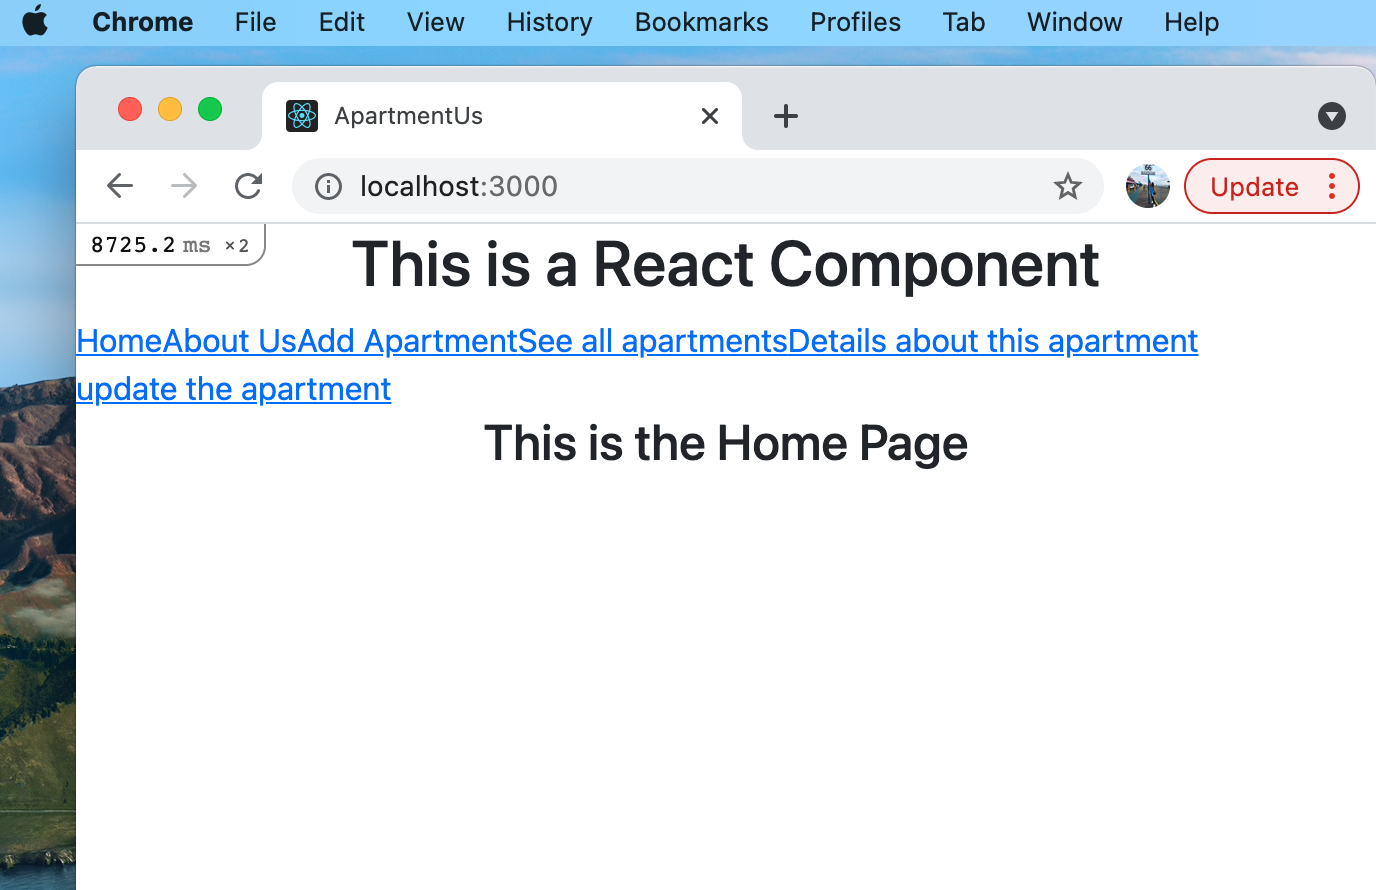 Chrome File Edit View History Bookmarks Profiles Tab Window Help
ApartmentUs
localhost:3000
Update
8725.2 ms ×2
This is a React Component
HomeAbout UsAdd ApartmentSee all apartmentsDetails about this apartment
update the apartment
This is the Home Page